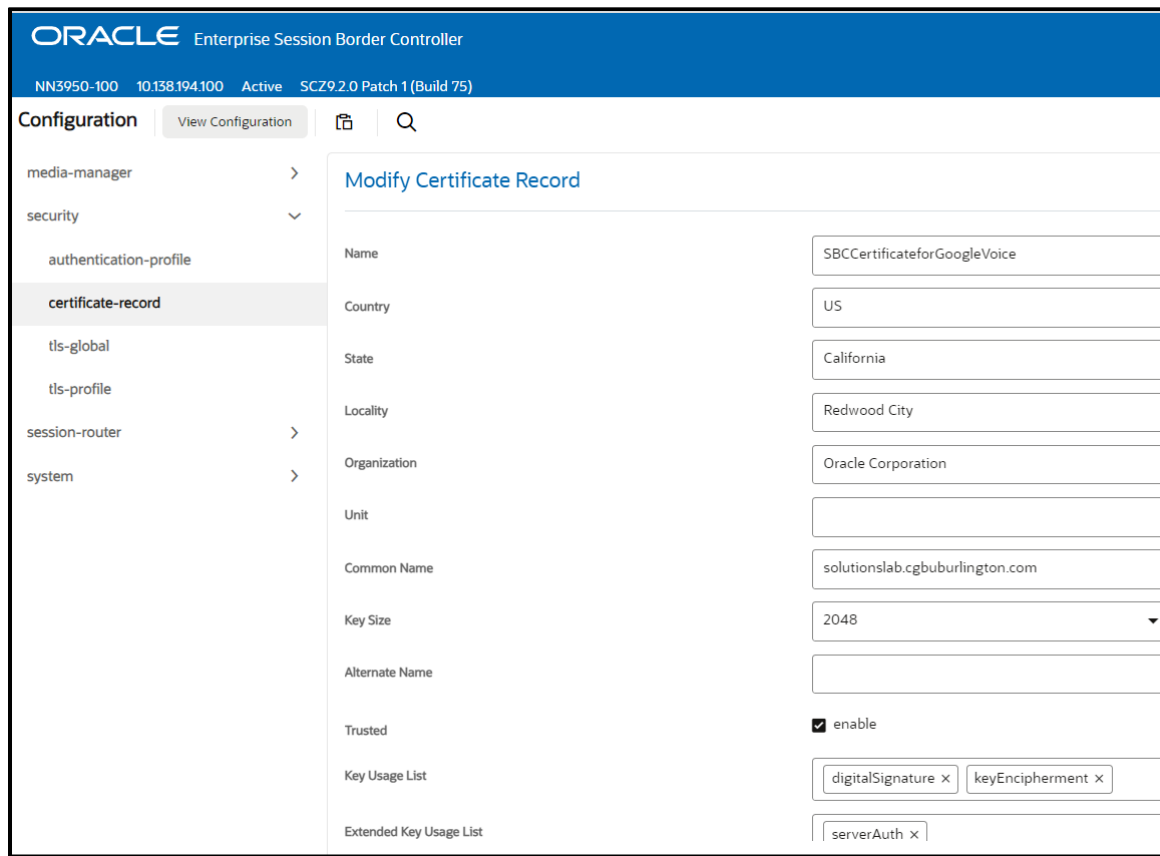 ORACLE Enterprise Session Border Controller
NN3950-100 10.138.194.100 Active SCZ9.2.0 Patch 1 (Build 75)
Configuration View Configuration
media-manager
security
authentication-profile
certificate-record
tls-global
tls-profile
session-router
system
Modify Certificate Record
Name SBCCertificateforGoogleVoice
Country US
State California
Locality Redwood City
Organization Oracle Corporation
Unit
Common Name solutionslab.cgbuburlington.com
Key Size 2048
Alternate Name
Trusted enable
Key Usage List digitalSignature × keyEncipherment ×
Extended Key Usage List serverAuth ×